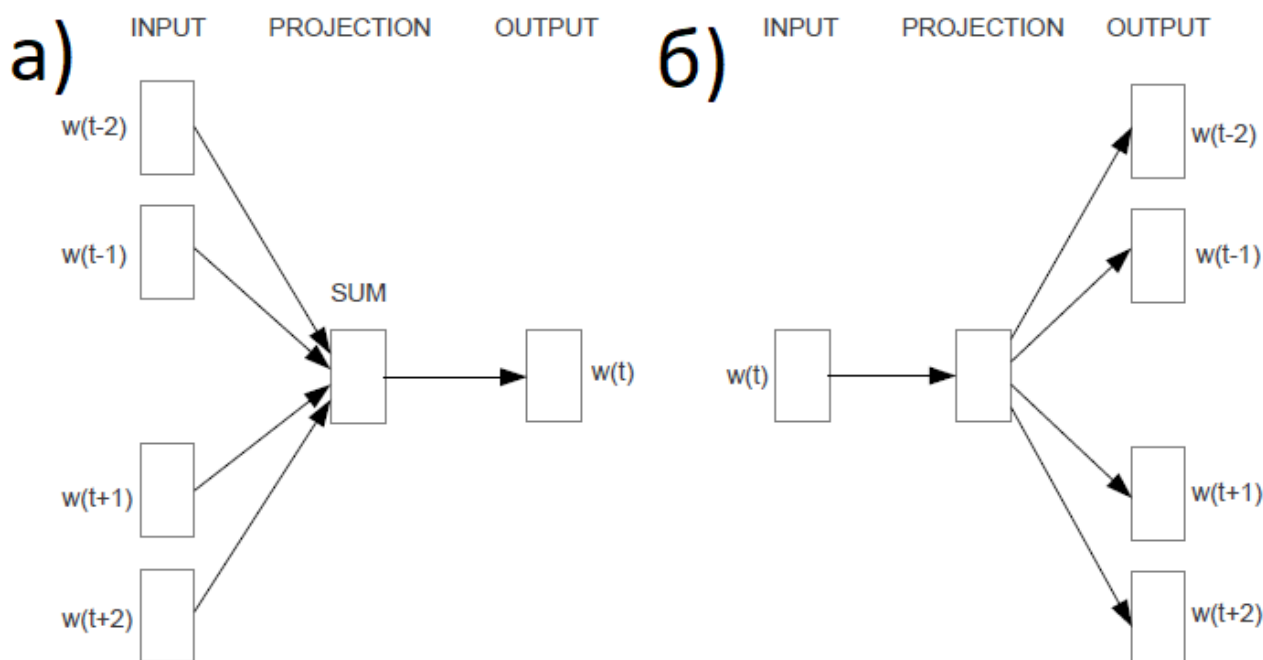 а)
INPUT PROJECTION OUTPUT
w(t-2)
w(t-1)
SUM
w(t)
w(t+1)
w(t+2)
б)
INPUT PROJECTION OUTPUT
w(t-2)
w(t-1)
w(t)
w(t+1)
w(t+2)